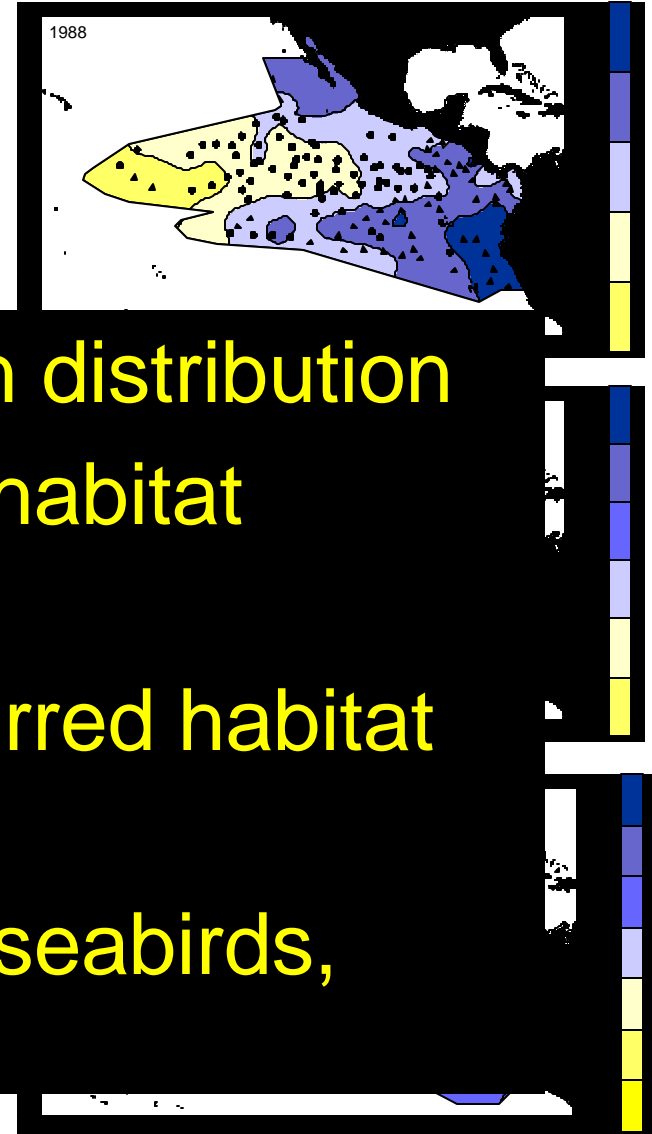 1988
n distribution
habitat
rred habitat
seabirds,